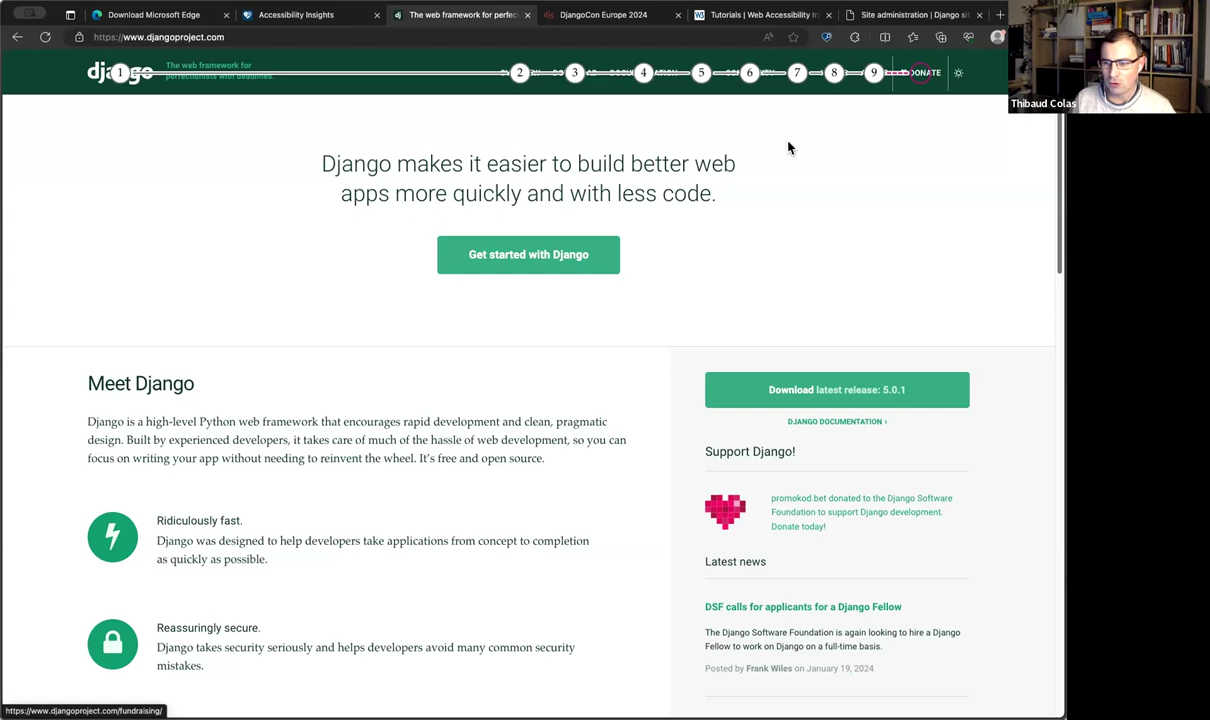 Download Microsoft Edge
Accessibility Insights
The web framework for perfec
DjangoCon Europe 2024
Tutorials | Web Accessibility In
Site administration | Django si
https://www.djangoproject.com
django
The web framework for
perfectionists with deadlines.
1
2
3
4
5
6
7
8
9
DONATE
Thibaud Colas
Django makes it easier to build better web
apps more quickly and with less code.
Get started with Django
Meet Django
Django is a high-level Python web framework that encourages rapid development and clean, pragmatic
design. Built by experienced developers, it takes care of much of the hassle of web development, so you can
focus on writing your app without needing to reinvent the wheel. It's free and open source.
Ridiculously fast.
Django was designed to help developers take applications from concept to completion
as quickly as possible.
Reassuringly secure.
Django takes security seriously and helps developers avoid many common security
mistakes.
Download latest release: 5.0.1
DJANGO DOCUMENTATION ›
Support Django!
promokod.bet donated to the Django Software
Foundation to support Django development.
Donate today!
Latest news
DSF calls for applicants for a Django Fellow
The Django Software Foundation is again looking to hire a Django
Fellow to work on Django on a full-time basis.
Posted by Frank Wiles on January 19, 2024
https://www.djangoproject.com/fundraising/